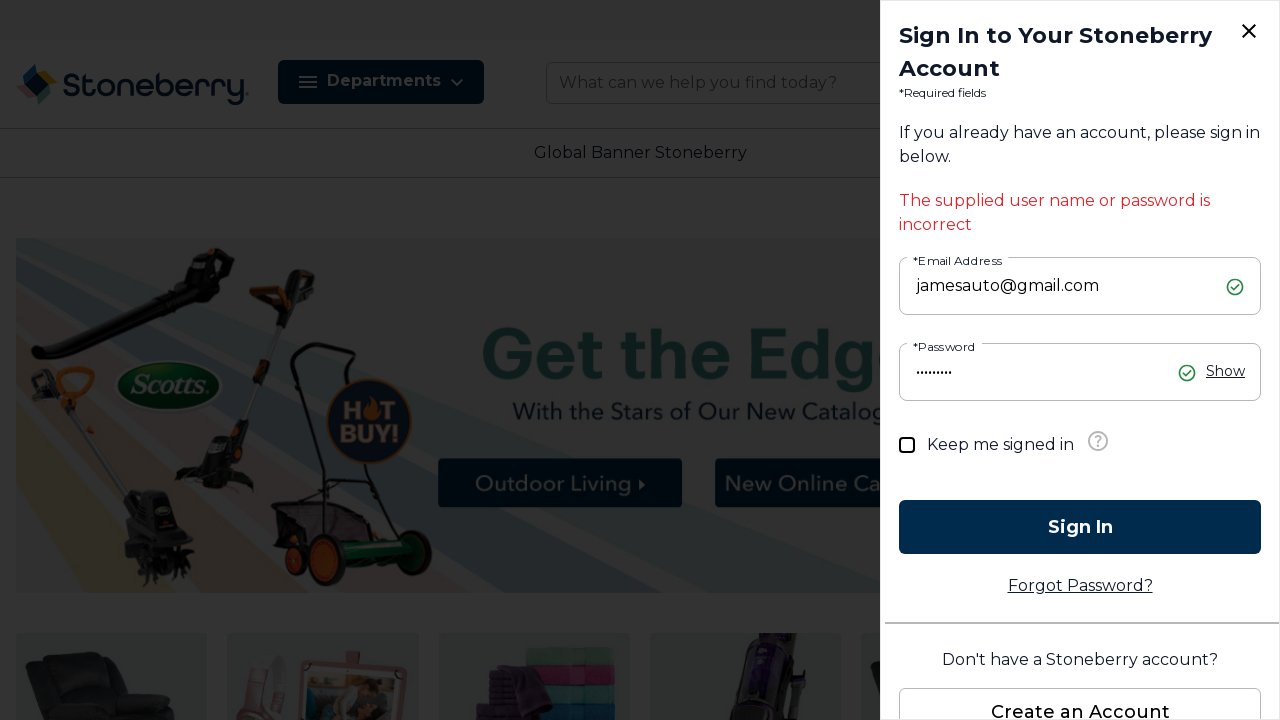 Stoneberry
Departments
What can we help you find today?
Global Banner Stoneberry
Scotts
HOT
BUY!
Get the Edg
With the Stars of Our New Catalog
Outdoor Living
New Online Ca
Sign In to Your Stoneberry
Account
*Required fields
If you already have an account, please sign in
below.
The supplied user name or password is
incorrect
*Email Address
jamesauto@gmail.com
*Password
•••••••••
Show
Keep me signed in
Sign In
Forgot Password?
Don't have a Stoneberry account?
Create an Account